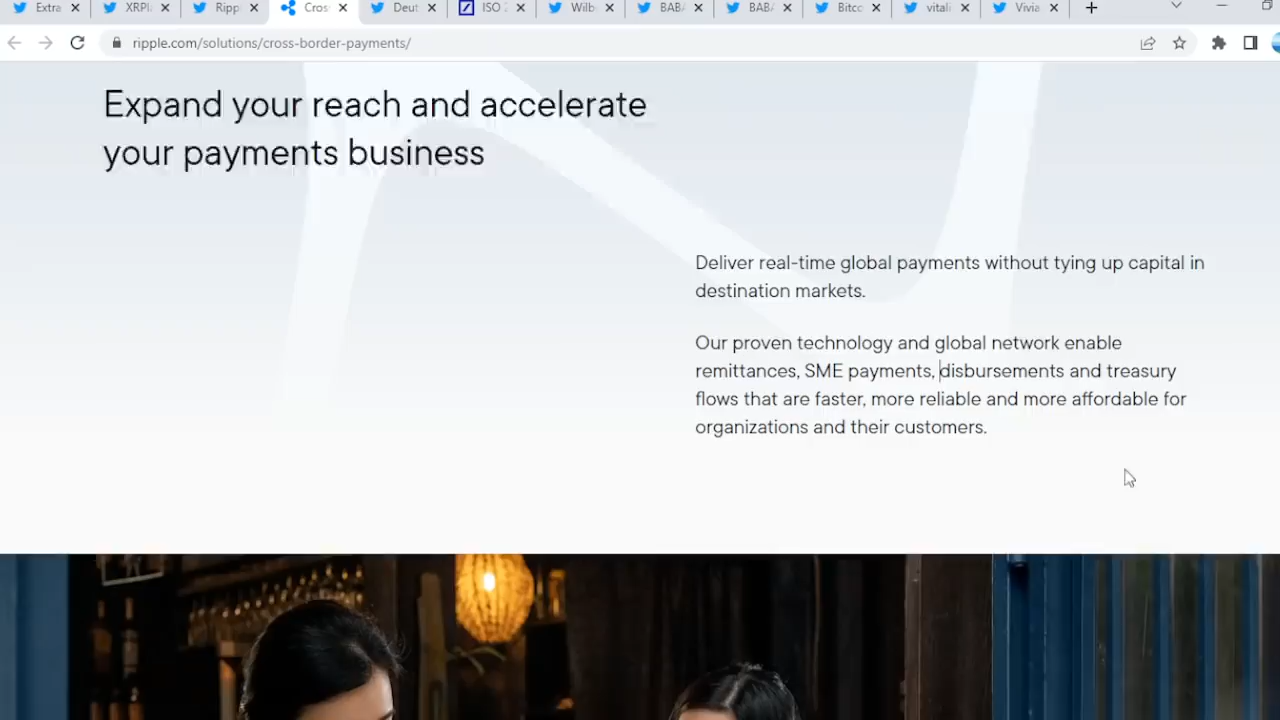 Extra
XRPL
Ripp
Cros
Deut
ISO 2
Wilb
BABA
BABA
Bitco
vitali
Vivia
ripple.com/solutions/cross-border-payments/
Expand your reach and accelerate
your payments business
Deliver real-time global payments without tying up capital in
destination markets.
Our proven technology and global network enable
remittances, SME payments, disbursements and treasury
flows that are faster, more reliable and more affordable for
organizations and their customers.